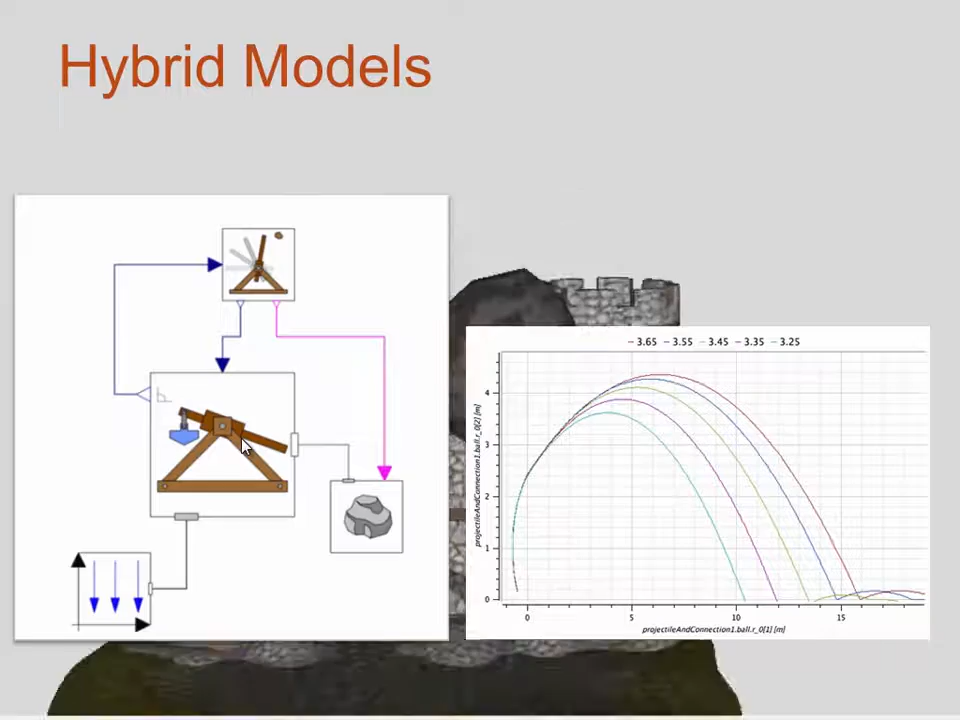 Hybrid Models
3.65 3.55 3.45 3.35 3.25
4
3
2
1
0
projectileAndConnection1.ball.r_0[2] [m]
0 5 10 15
projectileAndConnection1.ball.r_0[1] [m]